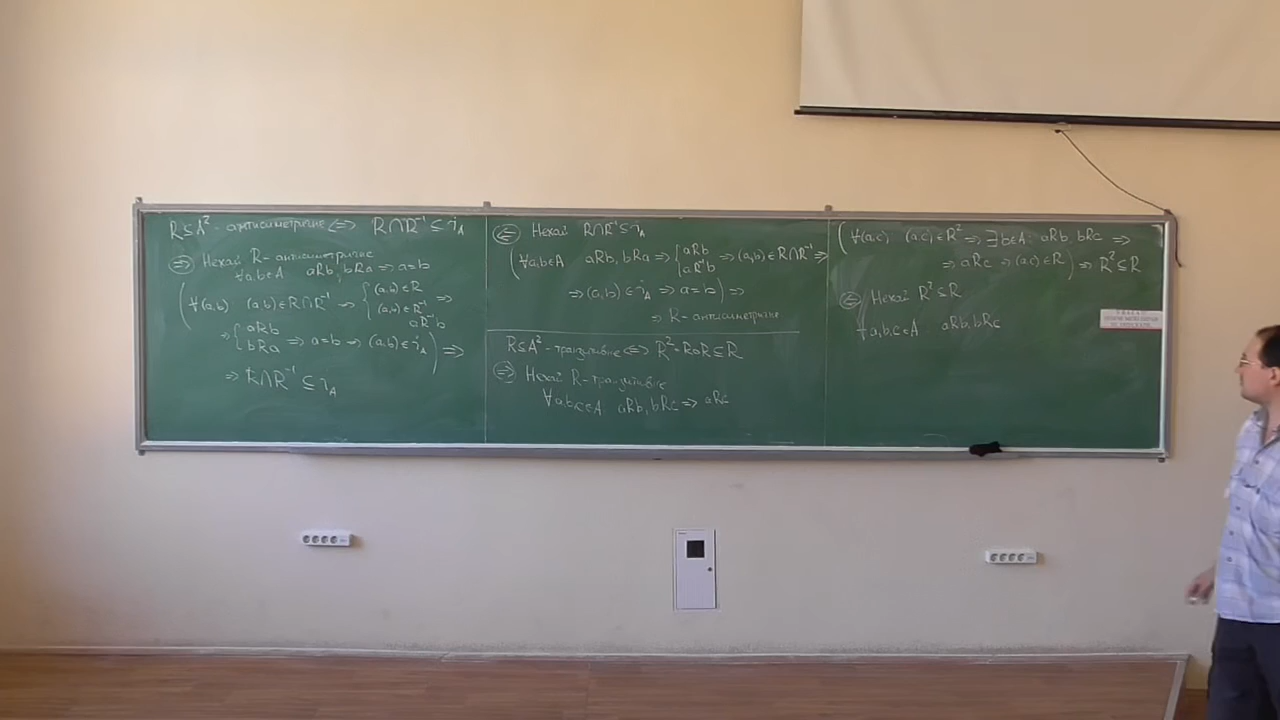 R ⊆ A² - антисиметричне ⇔ R ∩ R⁻¹ ⊆ i_A
⇒ Нехай R - антисиметричне
∀a,b∈A aRb, bRa ⇒ a=b
(∀(a,b) (a,b)∈R∩R⁻¹ ⇒ { (a,b)∈R
(a,b)∈R⁻¹ ⇒
aR⁻¹b
⇒ { aRb
bRa ⇒ a=b ⇒ (a,b)∈i_A) ⇒
⇒ R∩R⁻¹ ⊆ i_A
⇐ Нехай R∩R⁻¹ ⊆ i_A
(∀a,b∈A aRb, bRa ⇒ { aRb
aR⁻¹b ⇒ (a,b)∈R∩R⁻¹ ⇒
⇒ (a,b)∈i_A ⇒ a=b) ⇒
⇒ R - антисиметричне
R⊆A² - транзитивне ⇔ R² = R∘R ⊆ R
⇒ Нехай R - транзитивне
∀a,b,c∈A aRb, bRc ⇒ aRc
(∀(a,c) (a,c)∈R² ⇒ ∃b∈A: aRb, bRc ⇒
⇒ aRc ⇒ (a,c)∈R) ⇒ R²⊆R
⇐ Нехай R²⊆R
∀a,b,c∈A aRb, bRc